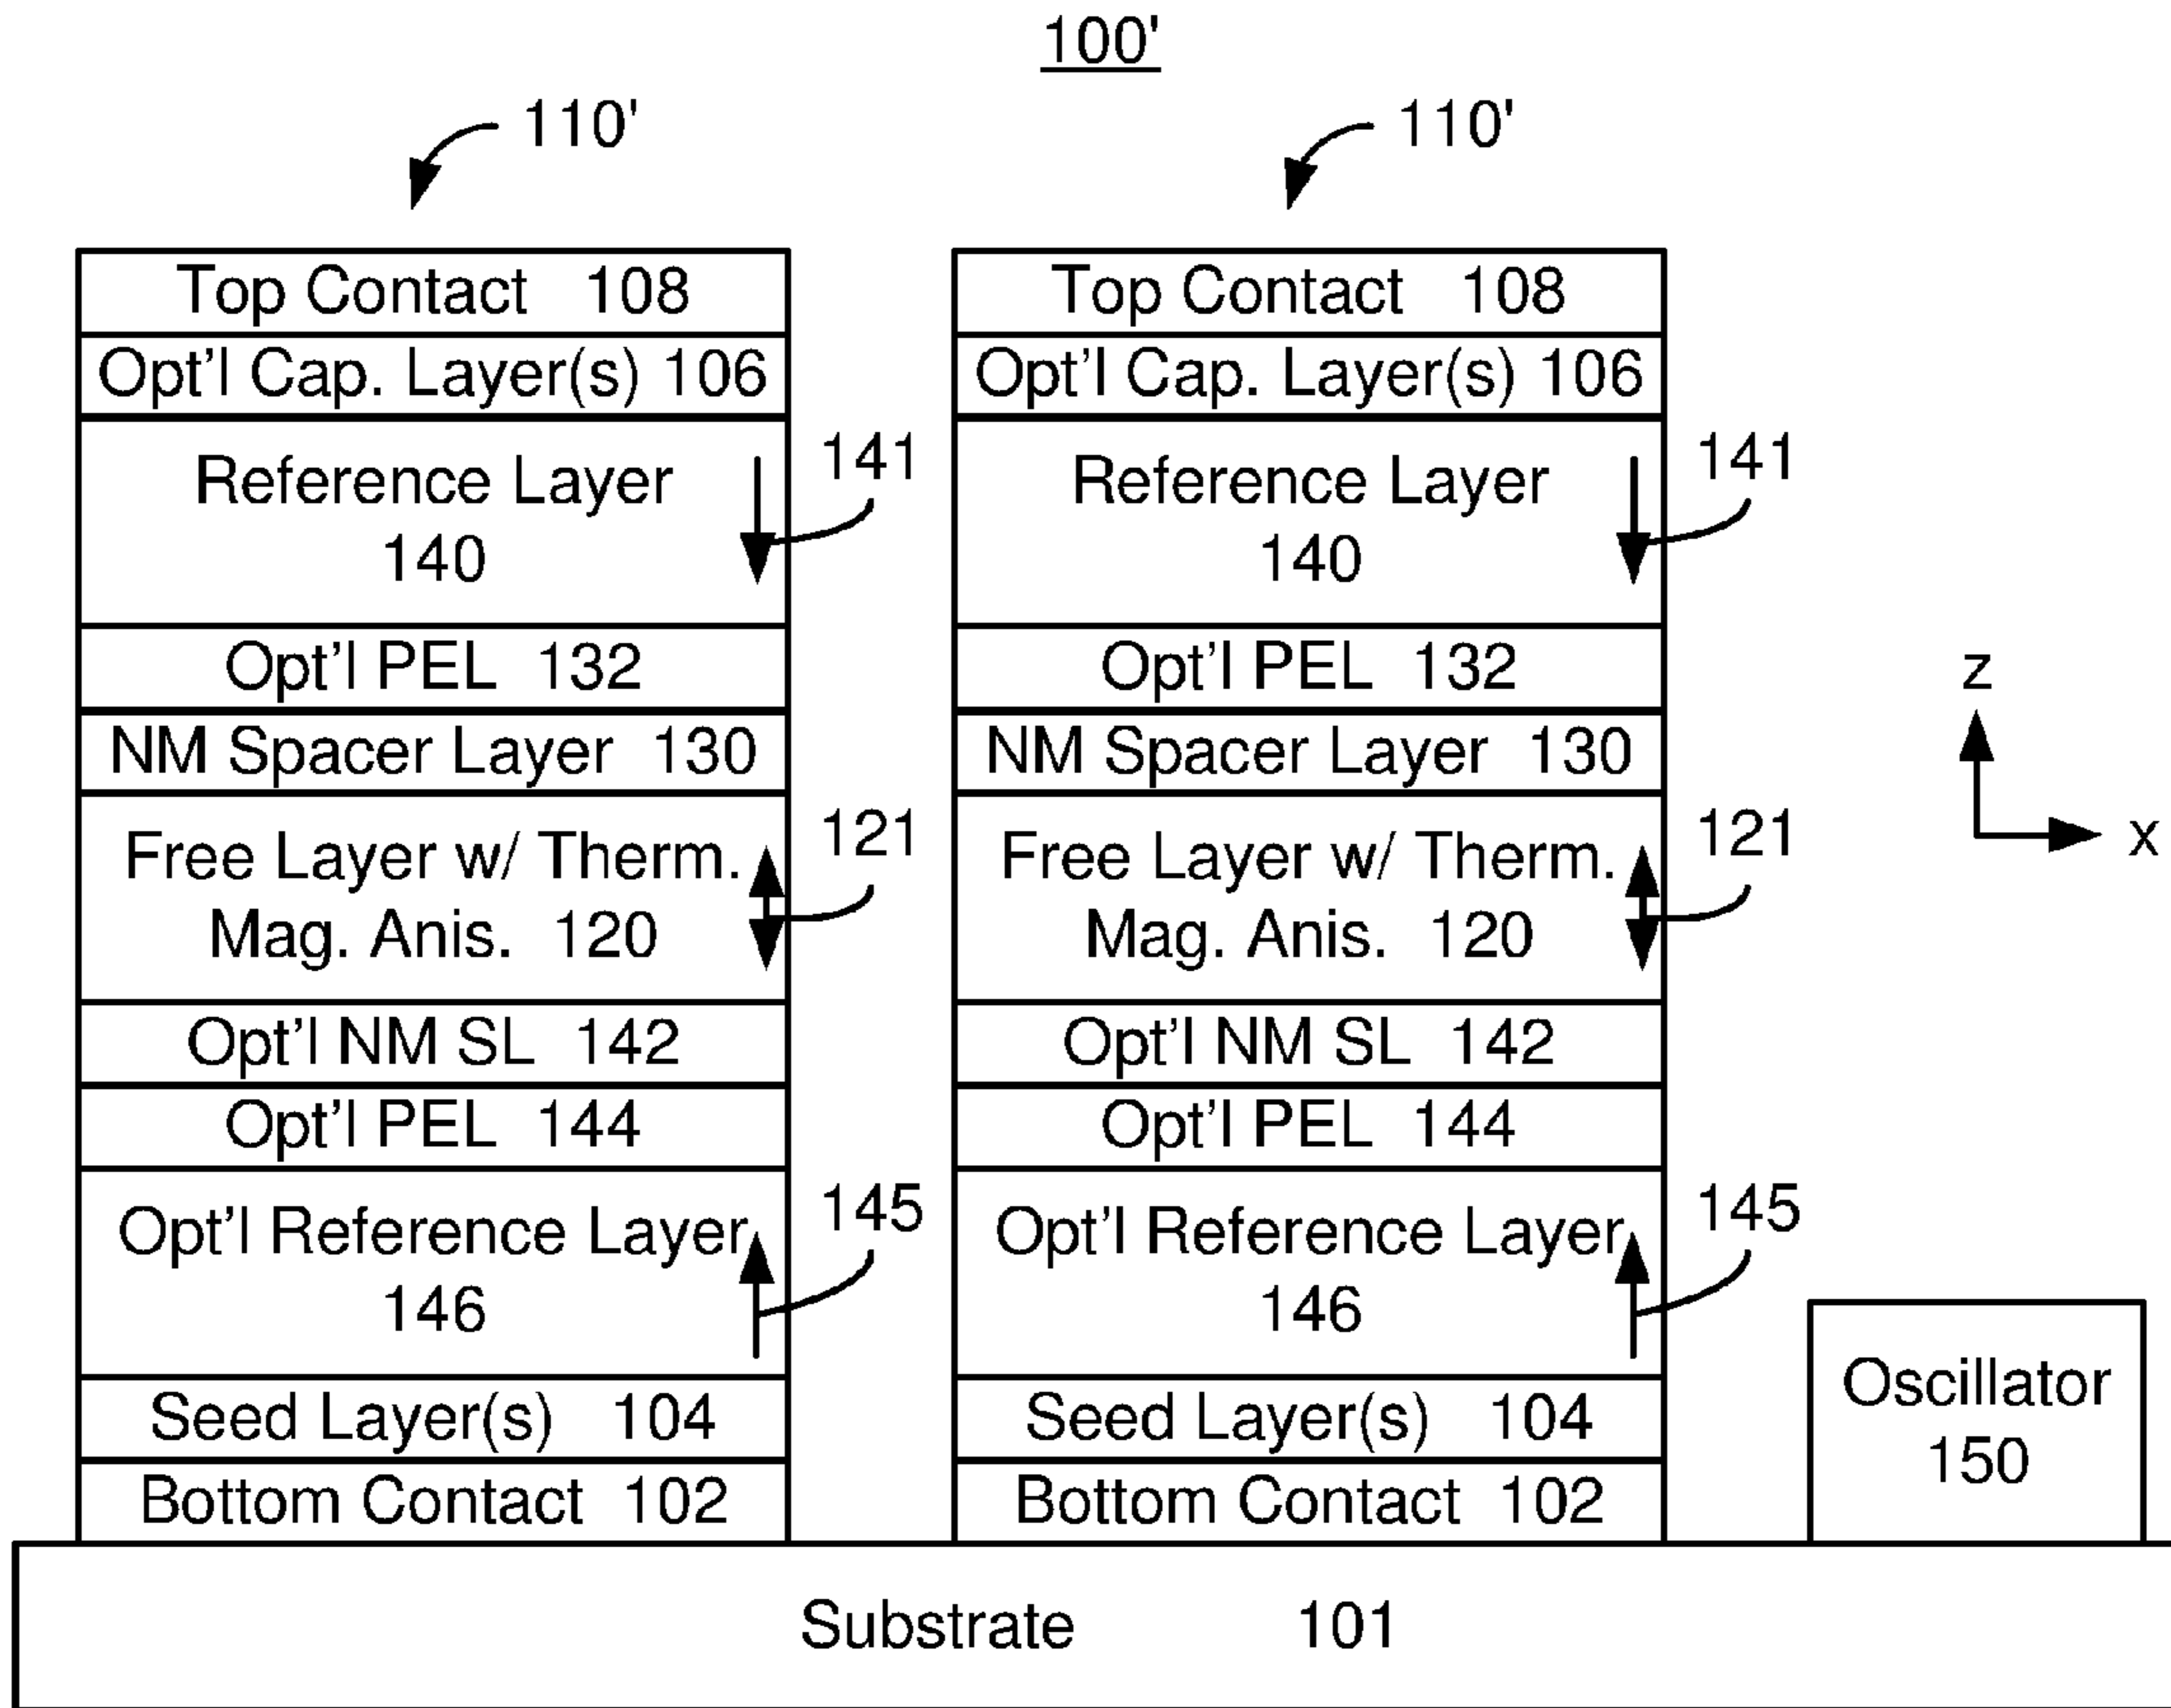 100'
110'
110'
Top Contact 108
Opt'l Cap. Layer(s) 106
Reference Layer
140
141
Opt'l PEL 132
NM Spacer Layer 130
Free Layer w/ Therm.
Mag. Anis. 120
121
Opt'l NM SL 142
Opt'l PEL 144
Opt'l Reference Layer
146
145
Seed Layer(s) 104
Bottom Contact 102
Top Contact 108
Opt'l Cap. Layer(s) 106
Reference Layer
140
141
Opt'l PEL 132
NM Spacer Layer 130
Free Layer w/ Therm.
Mag. Anis. 120
121
Opt'l NM SL 142
Opt'l PEL 144
Opt'l Reference Layer
146
145
Seed Layer(s) 104
Bottom Contact 102
z
x
Oscillator
150
Substrate 101